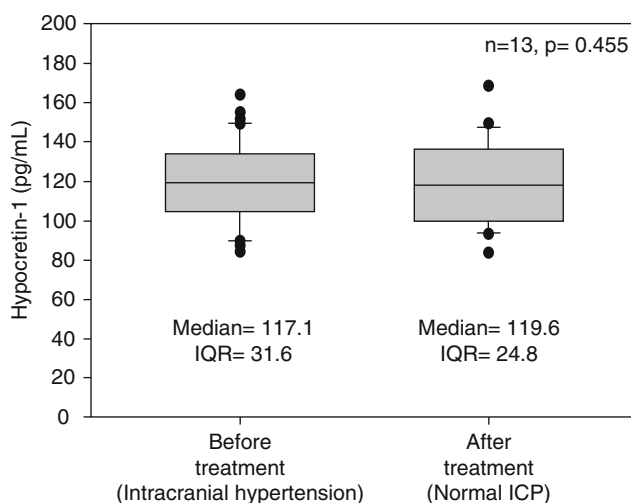 200
180
160
140
120
100
80
60
40
20
0
Hypocretin-1 (pg/mL)
n=13, p= 0.455
Median= 117.1
IQR= 31.6
Median= 119.6
IQR= 24.8
Before
treatment
(Intracranial hypertension)
After
treatment
(Normal ICP)